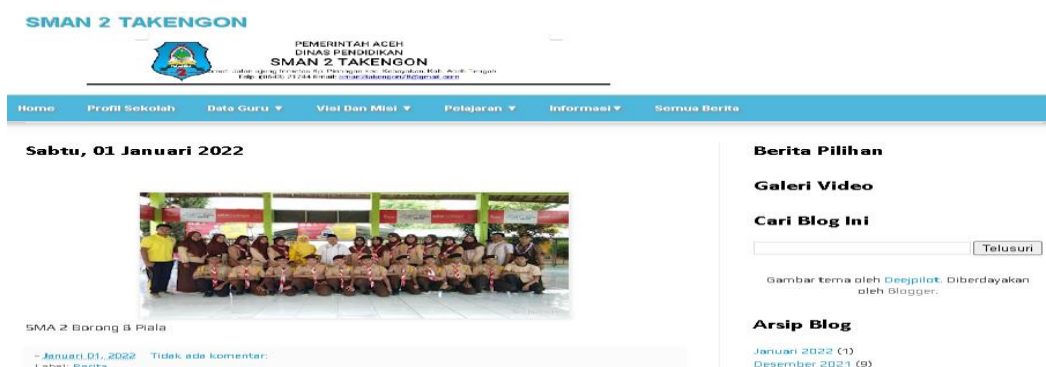 SMAN 2 TAKENGON
PEMERINTAH ACEH
DINAS PENDIDIKAN
SMAN 2 TAKENGON
2
Home Profil Sekolah Data Guru ▼ Visi Dan Misi ▼ Pelajaran ▼ Informasi ▼ Semua Berita
Sabtu, 01 Januari 2022
SMA 2 Borong 8 Piala
- Januari 01, 2022 Tidak ada komentar:
Label: Berita
Berita Pilihan
Galeri Video
Cari Blog Ini
Telusuri
Gambar tema oleh Deejpilot. Diberdayakan
oleh Blogger.
Arsip Blog
Januari 2022 (1)
Desember 2021 (9)